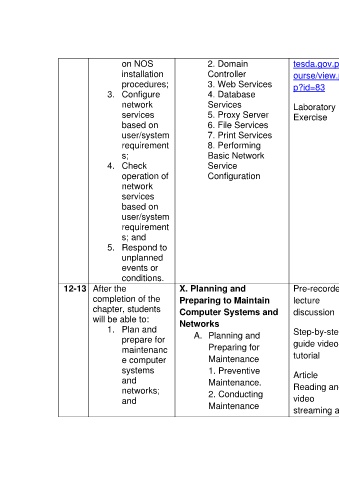 on NOS
installation
procedures;
3. Configure
network
services
based on
user/system
requirement
s;
4. Check
operation of
network
services
based on
user/system
requirement
s; and
5. Respond to
unplanned
events or
conditions.
2. Domain
Controller
3. Web Services
4. Database
Services
5. Proxy Server
6. File Services
7. Print Services
8. Performing
Basic Network
Service
Configuration
tesda.gov.p
ourse/view.
p?id=83
Laboratory
Exercise
12-13
After the
completion of the
chapter, students
will be able to:
1. Plan and
prepare for
maintenanc
e computer
systems
and
networks;
and
X. Planning and
Preparing to Maintain
Computer Systems and
Networks
A. Planning and
Preparing for
Maintenance
1. Preventive
Maintenance.
2. Conducting
Maintenance
Pre-recorde
lecture
discussion
Step-by-ste
guide video
tutorial
Article
Reading an
video
streaming a